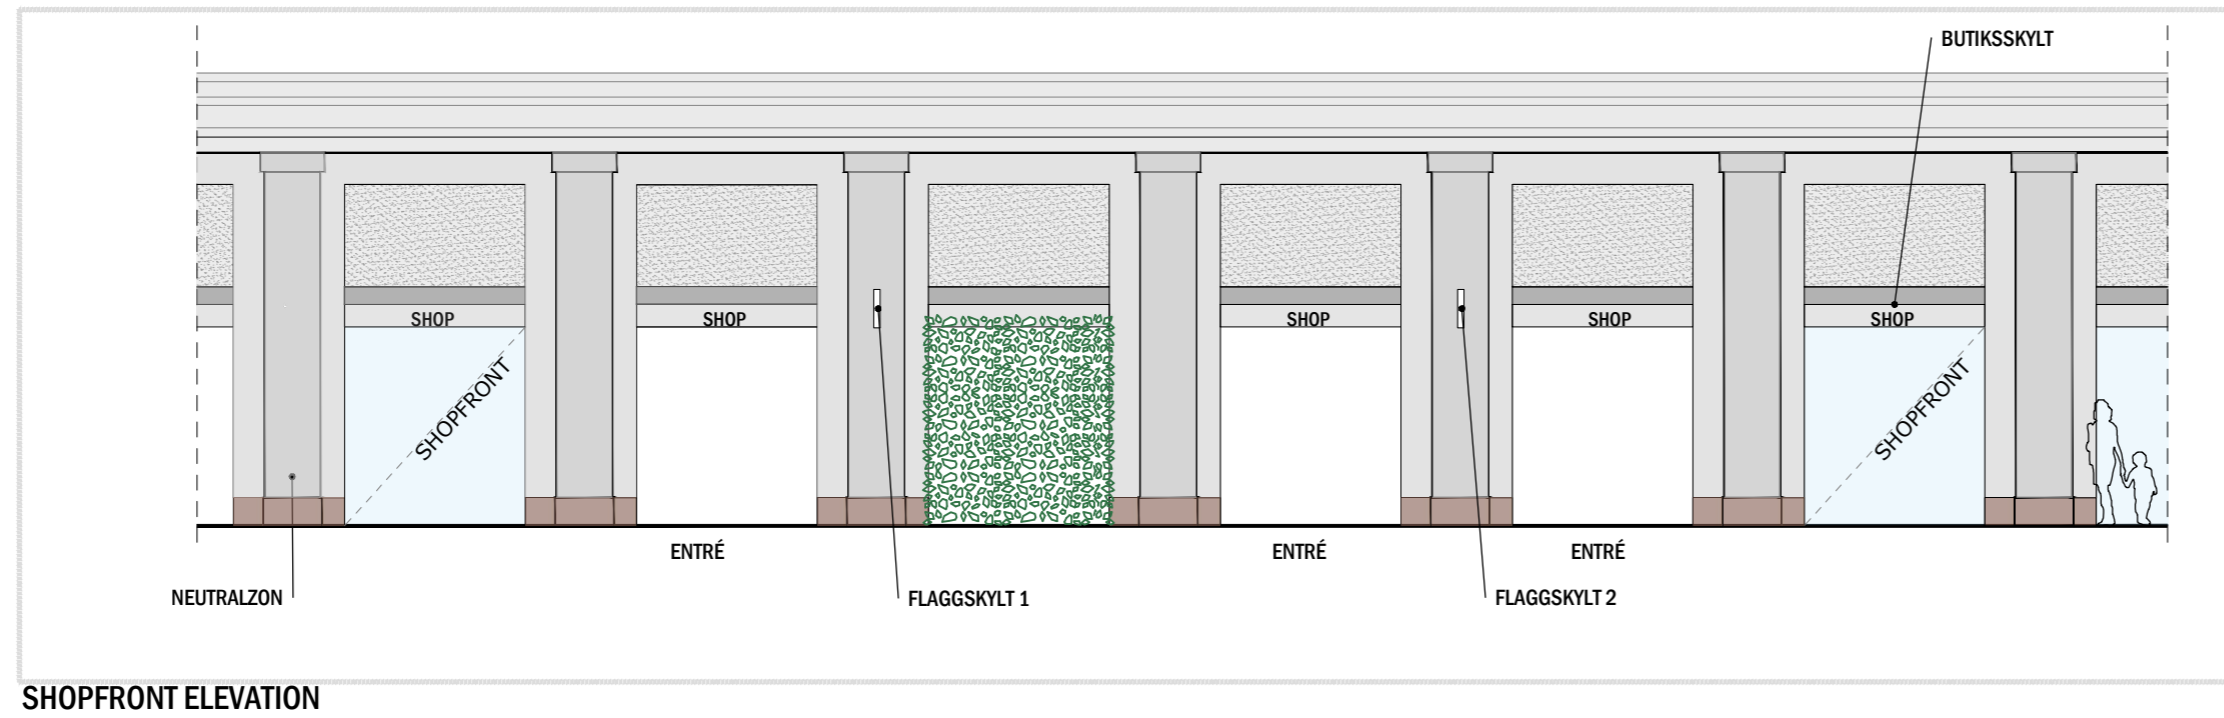 BUTIKSSKYLT
SHOP
SHOP
SHOP
SHOP
SHOP
SHOPFRONT
SHOPFRONT
ENTRÉ
ENTRÉ
ENTRÉ
NEUTRALZON
FLAGGSKYLT 1
FLAGGSKYLT 2
SHOPFRONT ELEVATION